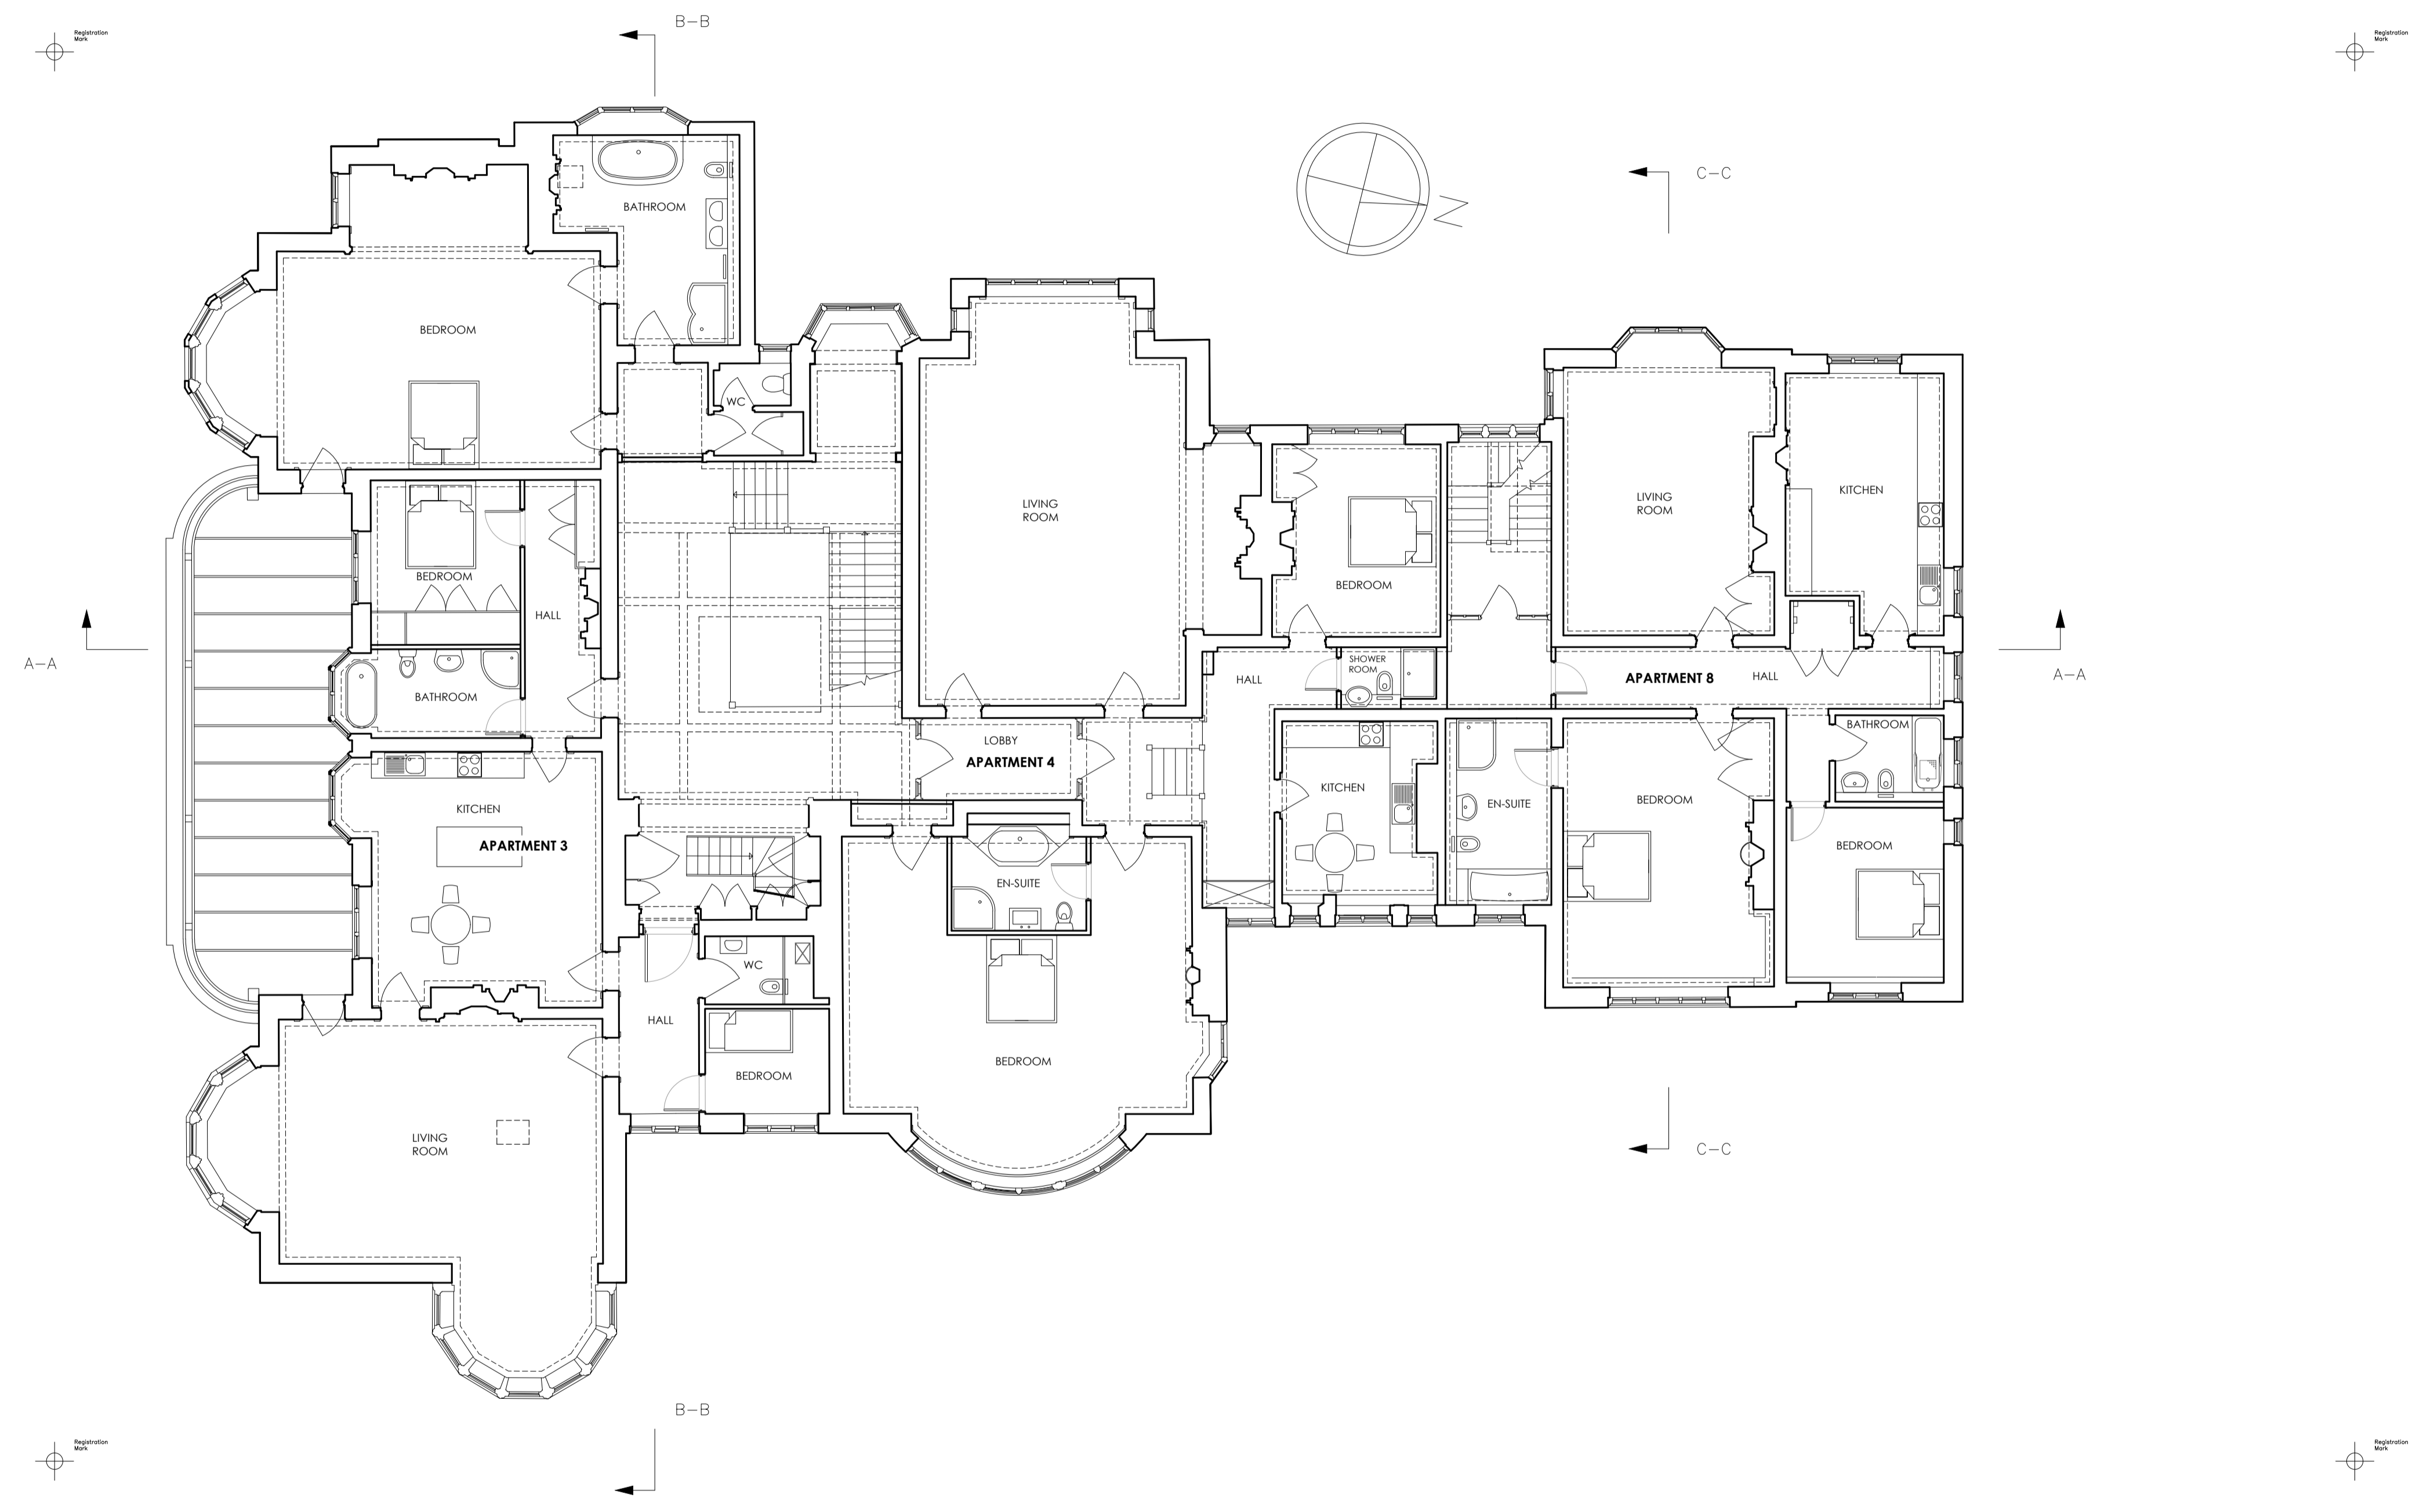 B-B
Registration
Mark
Registration
Mark
C-C
N
BATHROOM
BEDROOM
WC
LIVING
ROOM
LIVING
ROOM
KITCHEN
BEDROOM
BEDROOM
HALL
A-A
SHOWER
ROOM
HALL
APARTMENT 8
HALL
A-A
BATHROOM
LOBBY
APARTMENT 4
BATHROOM
KITCHEN
EN-SUITE
BEDROOM
KITCHEN
APARTMENT 3
BEDROOM
EN-SUITE
WC
HALL
BEDROOM
BEDROOM
LIVING
ROOM
C-C
B-B
Registration
Mark
Registration
Mark